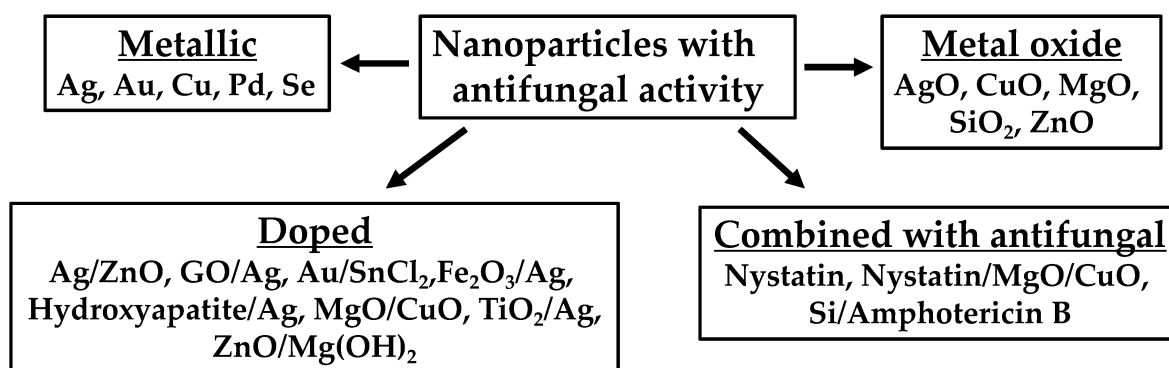 Metallic
Ag, Au, Cu, Pd, Se
Nanoparticles with
antifungal activity
Metal oxide
AgO, CuO, MgO,
SiO₂, ZnO
Doped
Ag/ZnO, GO/Ag, Au/SnCl₂,Fe₂O₃/Ag,
Hydroxyapatite/Ag, MgO/CuO, TiO₂/Ag,
ZnO/Mg(OH)₂
Combined with antifungal
Nystatin, Nystatin/MgO/CuO,
Si/Amphotericin B